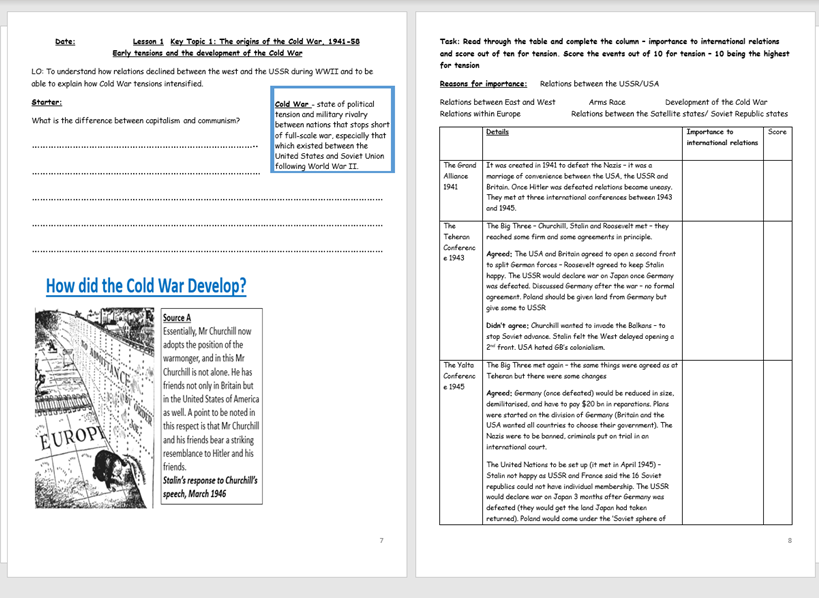 Date: Lesson 1 Key Topic 1: The origins of the Cold War, 1941-58
Early tensions and the development of the Cold War
LO: To understand how relations declined between the west and the USSR during WWII and to be
able to explain how Cold War tensions intensified.
Starter:
What is the difference between capitalism and communism?
Cold War - state of political
tension and military rivalry
between nations that stops short
of full-scale war, especially that
which existed between the
United States and Soviet Union
following World War II.
How did the Cold War Develop?
NO ADMITTANCE
BY ORDER
JOE
EUROPE
Source A
Essentially, Mr Churchill now
adopts the position of the
warmonger, and in this Mr
Churchill is not alone. He has
friends not only in Britain but
in the United States of America
as well. A point to be noted in
this respect is that Mr Churchill
and his friends bear a striking
resemblance to Hitler and his
friends.
Stalin's response to Churchill's
speech, March 1946
7
Task: Read through the table and complete the column – importance to international relations
and score out of ten for tension – Score the events out of 10 for tension – 10 being the highest
for tension
Reasons for importance: Relations between the USSR/USA
Relations between East and West Arms Race Development of the Cold War
Relations within Europe Relations between the Satellite states/ Soviet Republic states
Details
Importance to
international relations
Score
The Grand
Alliance
1941
It was created in 1941 to defeat the Nazis – it was a
marriage of convenience between the USA, the USSR and
Britain. Once Hitler was defeated relations became uneasy.
They met at three international conferences between 1943
and 1945.
The
Teheran
Conferenc
e 1943
The Big Three – Churchill, Stalin and Roosevelt met – they
reached some firm and some agreements in principle.
Agreed: The USA and Britain agreed to open a second front
to split German forces – Roosevelt agreed to keep Stalin
happy. The USSR would declare war on Japan once Germany
was defeated. Discussed Germany after the war – no formal
agreement. Poland should be given land from Germany but
give some to USSR
Didn't agree: Churchill wanted to invade the Balkans – to
stop Soviet advance. Stalin felt the West delayed opening a
2nd front. USA hated GB's colonialism.
The Yalta
Conferenc
e 1945
The Big Three met again – the same things were agreed as at
Teheran but there were some changes
Agreed: Germany (once defeated) would be reduced in size,
demilitarised, and have to pay $20 bn in reparations. Plans
were started on the division of Germany (Britain and the
USA wanted all countries to choose their government). The
Nazis were to be banned, criminals put on trial in an
international court.
The United Nations to be set up (it met in April 1945) –
Stalin not happy as USSR and France said the 16 Soviet
republics could not have individual membership. The USSR
would declare war on Japan 3 months after Germany was
defeated (they would get the land Japan had taken
returned). Poland would come under the 'Soviet sphere of
8